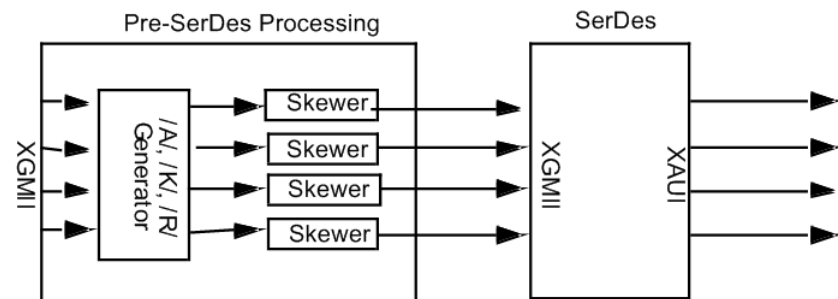 Pre-SerDes Processing
SerDes
XGMII
/A/, /K/, /R/
Generator
Skewer
Skewer
Skewer
Skewer
XGMII
XAUI